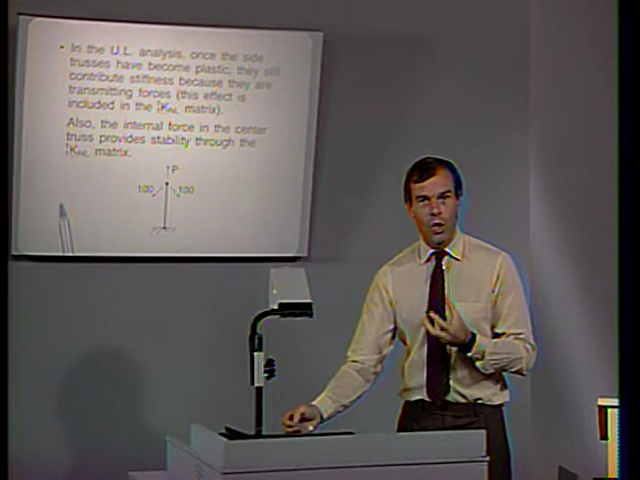 • In the U.L. analysis, once the side
trusses have become plastic, they still
contribute stiffness because they are
transmitting forces (this effect is
included in the ᵗₜK_NL matrix).
Also, the internal force in the center
truss provides stability through the
ᵗₜK_NL matrix.
P
100 100